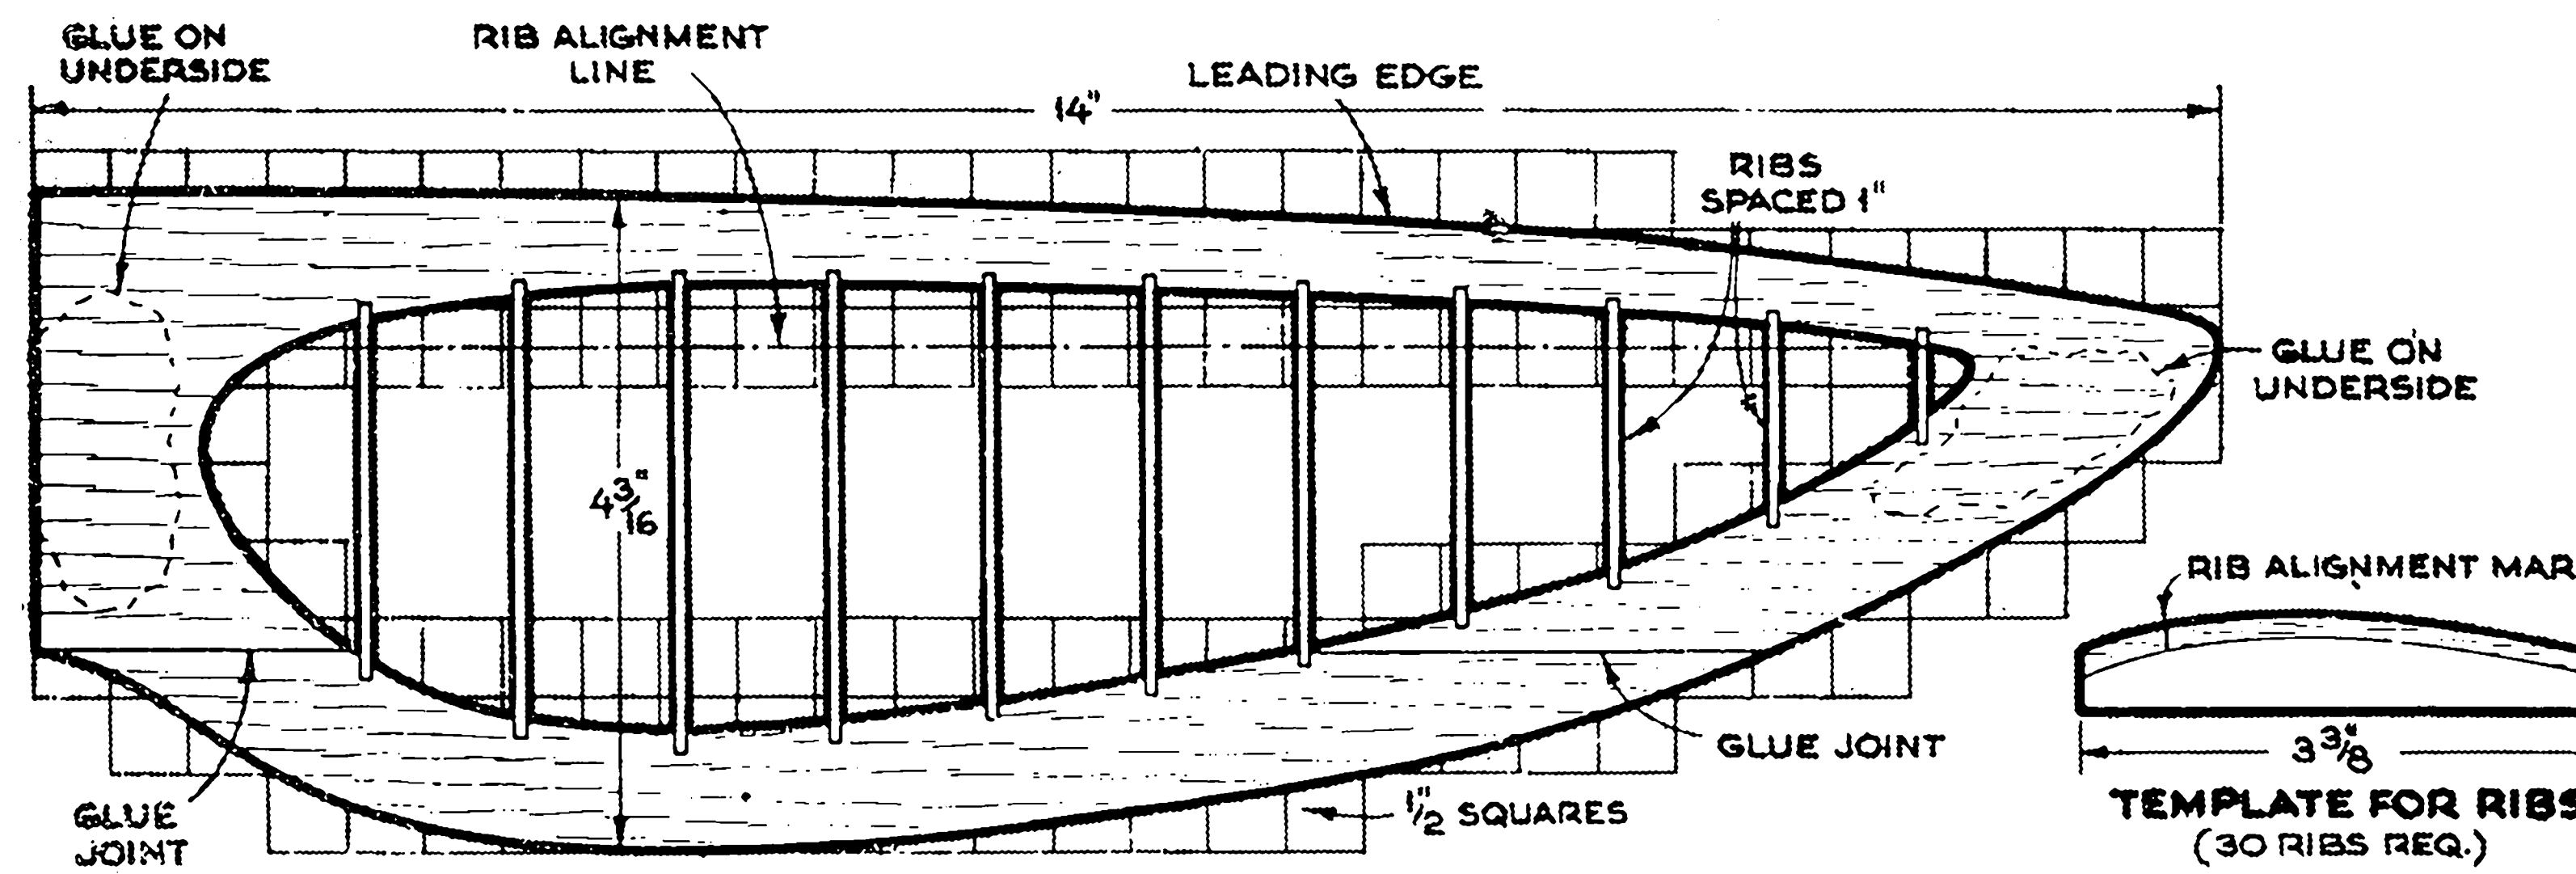 GLUE ON
UNDERSIDE
RIB ALIGNMENT
LINE
LEADING EDGE
14"
RIBS
SPACED 1"
GLUE ON
UNDERSIDE
4 3/16"
RIB ALIGNMENT MAR
GLUE JOINT
3 3/8"
GLUE
JOINT
1/2" SQUARES
TEMPLATE FOR RIBS
(30 RIBS REQ.)